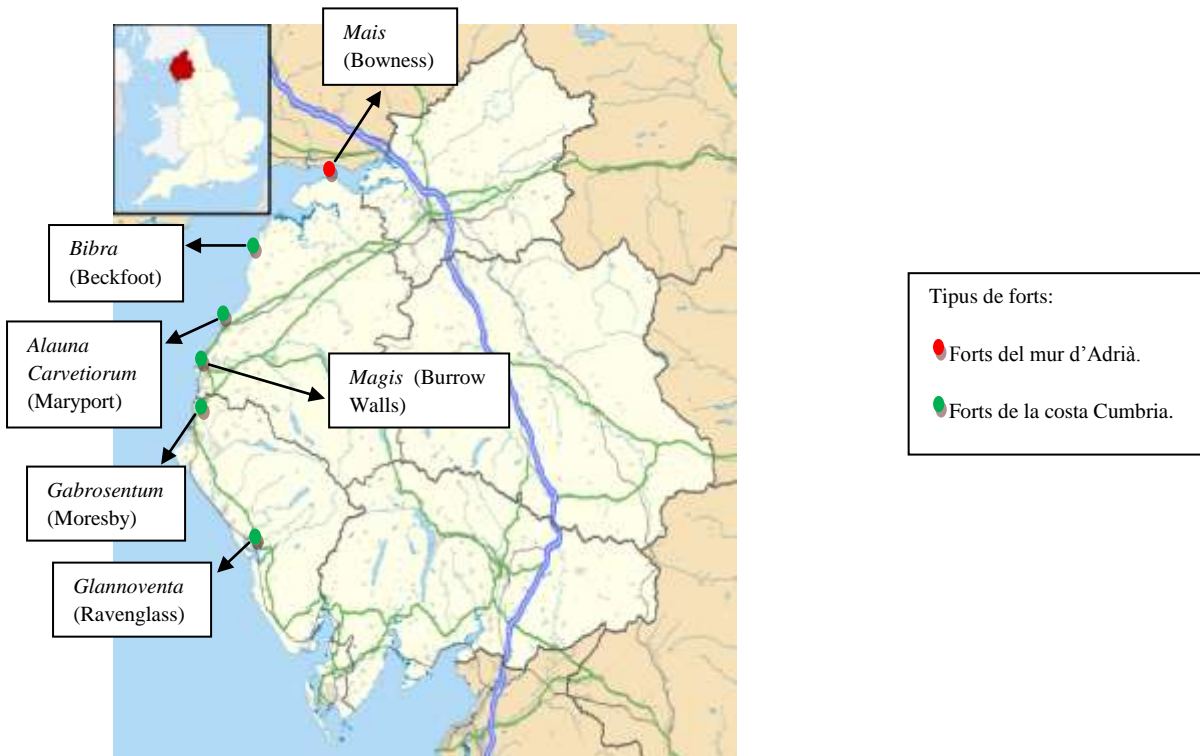 Mais
(Bowness)
Bibra
(Beckfoot)
Alauna
Carvetiorum
(Maryport)
Magis (Burrow
Walls)
Gabrosentum
(Moresby)
Glannoventa
(Ravenglass)
Tipus de forts:
Forts del mur d’Adrià.
Forts de la costa Cumbria.